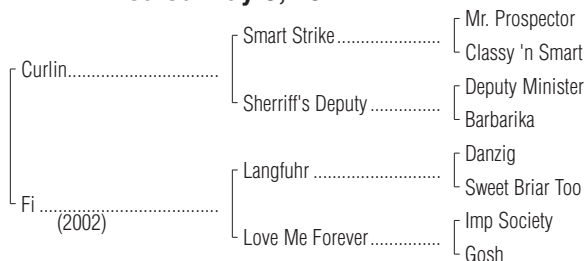 Mr. Prospector
Smart Strike
Classy 'n Smart
Curlin
Deputy Minister
Sherriff's Deputy
Barbarika
Danzig
Langfuhr
Sweet Briar Too
Fi
(2002)
Imp Society
Love Me Forever
Gosh